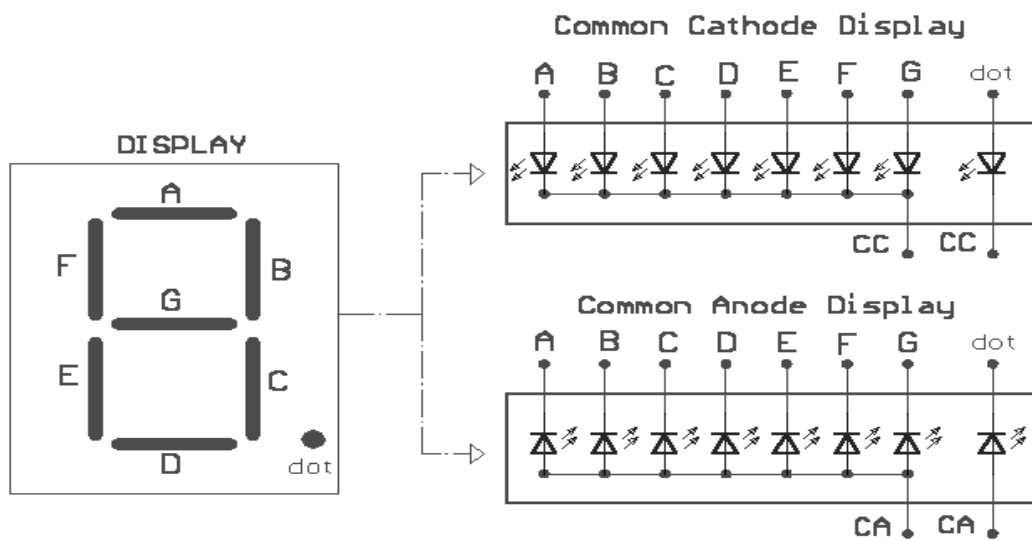 Common Cathode Display
A B C D E F G dot
CC CC
DISPLAY
A
F
B
G
E
C
D
dot
Common Anode Display
A B C D E F G dot
CA CA